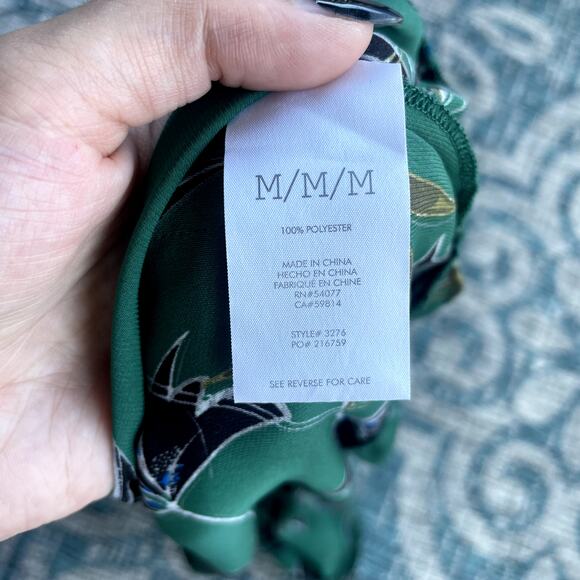 M/M/M
100% POLYESTER
MADE IN CHINA
HECHO EN CHINA
FABRIQUE EN CHINE
RN#54077
CA#59814
STYLE# 3276
PO# 216759
SEE REVERSE FOR CARE